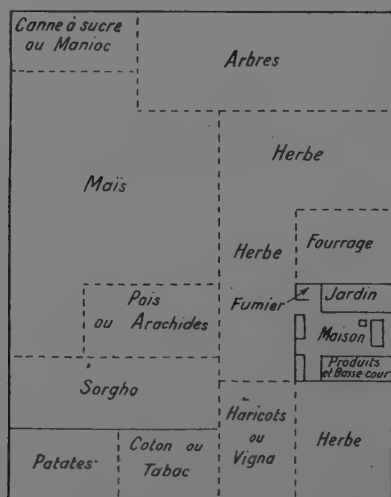 Canne à sucre
ou Manioc
Arbres
Herbe
Maïs
Herbe
Fourrage
Pois
ou Arachides
Fumier
Jardin
Maison
Produits
et Basse-cour
Sorgho
Haricots
ou
Vigna
Herbe
Patates
Coton ou
Tabac